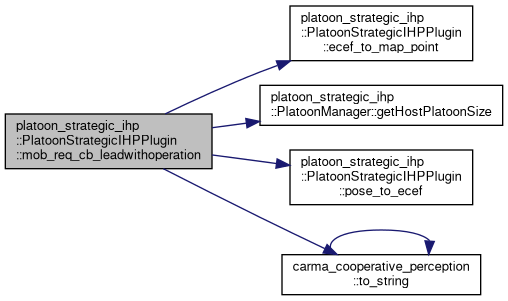 platoon_strategic_ihp
::PlatoonStrategicIHPPlugin
::ecef_to_map_point
platoon_strategic_ihp
::PlatoonManager::getHostPlatoonSize
platoon_strategic_ihp
::PlatoonStrategicIHPPlugin
::mob_req_cb_leadwithoperation
platoon_strategic_ihp
::PlatoonStrategicIHPPlugin
::pose_to_ecef
carma_cooperative_perception
::to_string